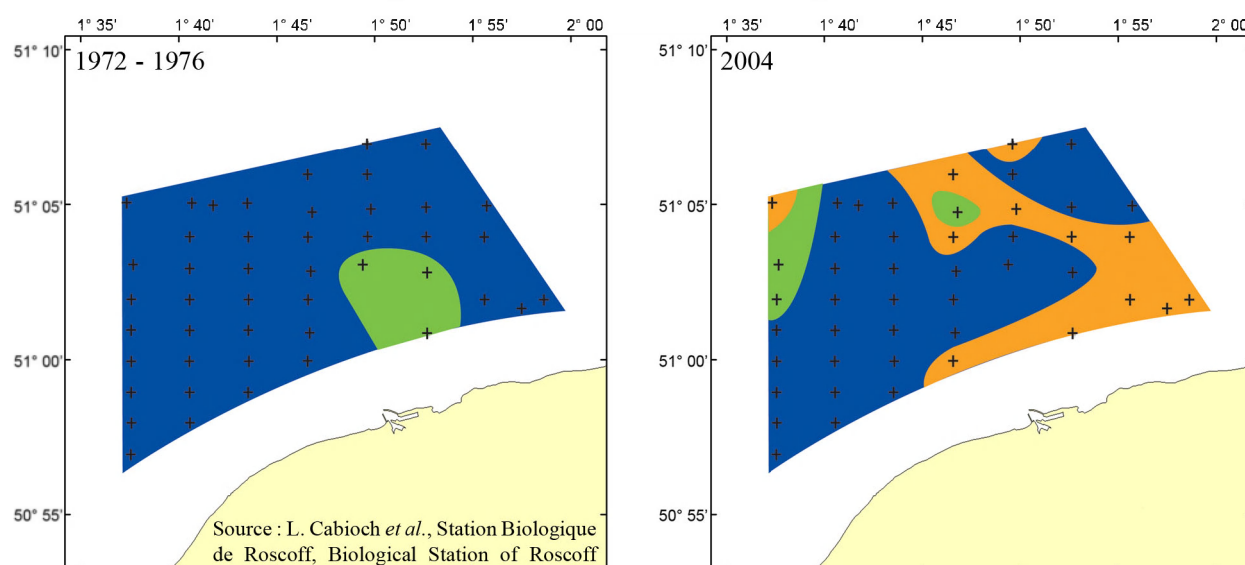 1° 35' 1° 40' 1° 45' 1° 50' 2° 00'
51° 10'
1972 - 1976
51° 05'
51° 00'
50° 55'
Source : L. Cabioch et al., Station Biologique
de Roscoff, Biological Station of Roscoff
1° 35' 1° 40' 1° 45' 1° 50' 1° 55' 2° 00'
51° 10'
2004
51° 05'
51° 00'
50° 55'